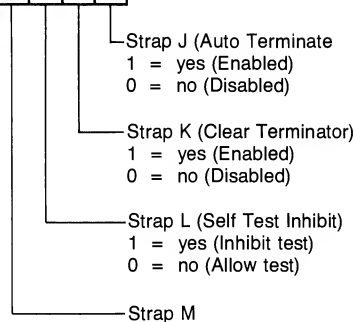 Strap J (Auto Terminate
1 = yes (Enabled)
0 = no (Disabled)
Strap K (Clear Terminator)
1 = yes (Enabled)
0 = no (Disabled)
Strap L (Self Test Inhibit)
1 = yes (Inhibit test)
0 = no (Allow test)
Strap M